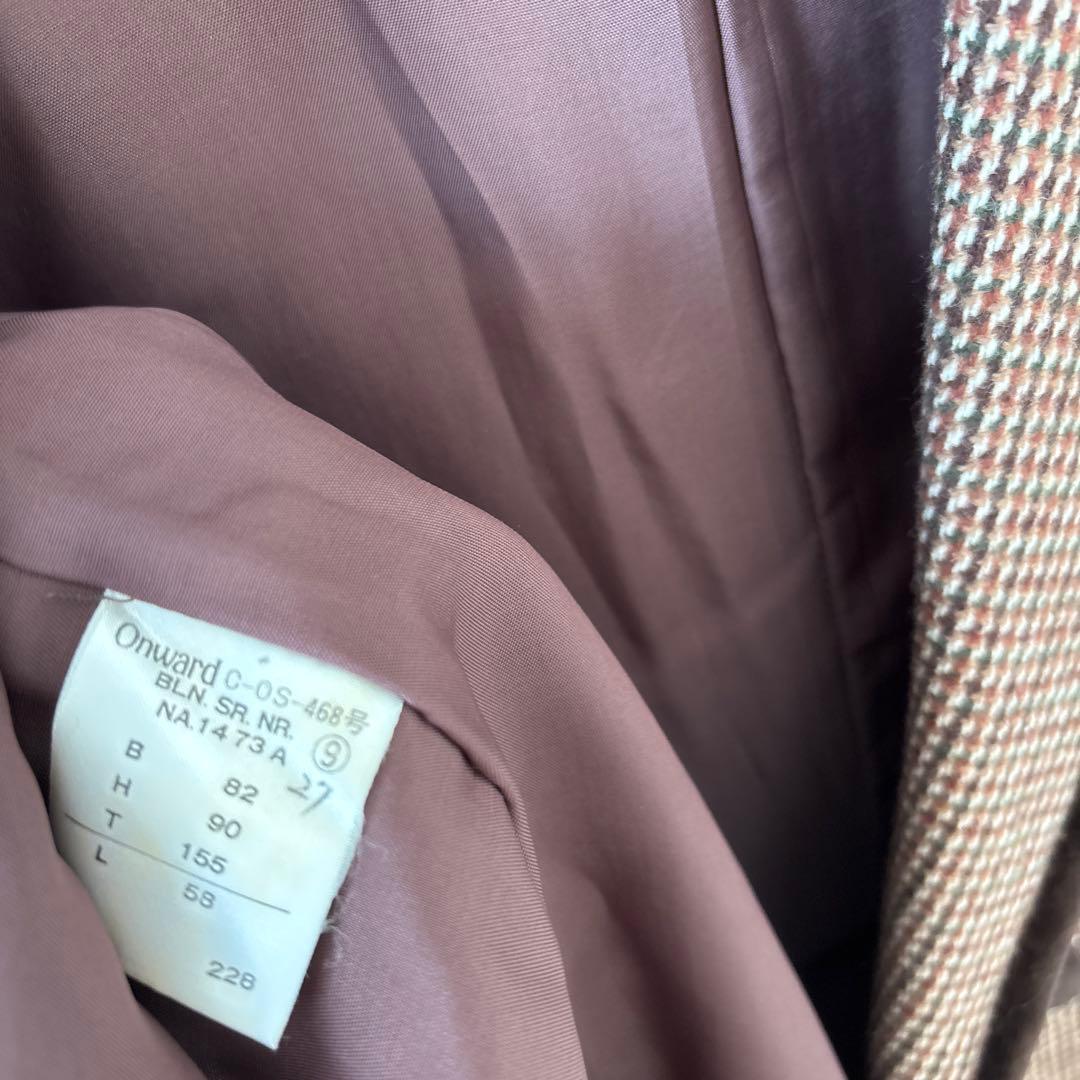 Onward C-OS-468号
BLN. SR. NR.
NA.1473 A ⑨
27
B 82
H 90
T 155
L 58
228